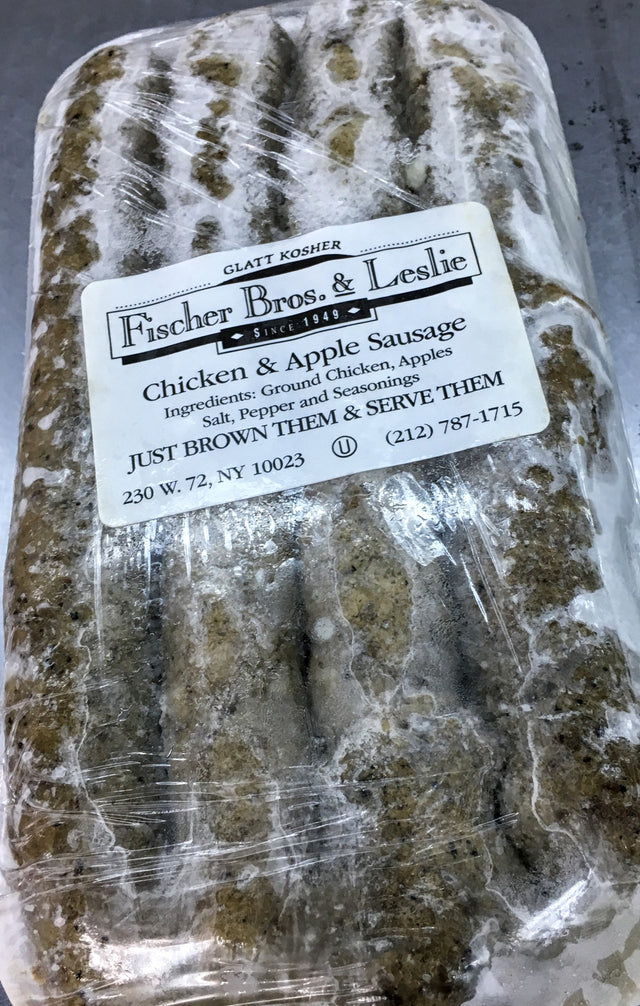 GLATT KOSHER
Fischer Bros. & Leslie
SINCE 1949
Chicken & Apple Sausage
Ingredients: Ground Chicken, Apples
Salt, Pepper and Seasonings
JUST BROWN THEM & SERVE THEM
230 W. 72, NY 10023 U (212) 787-1715